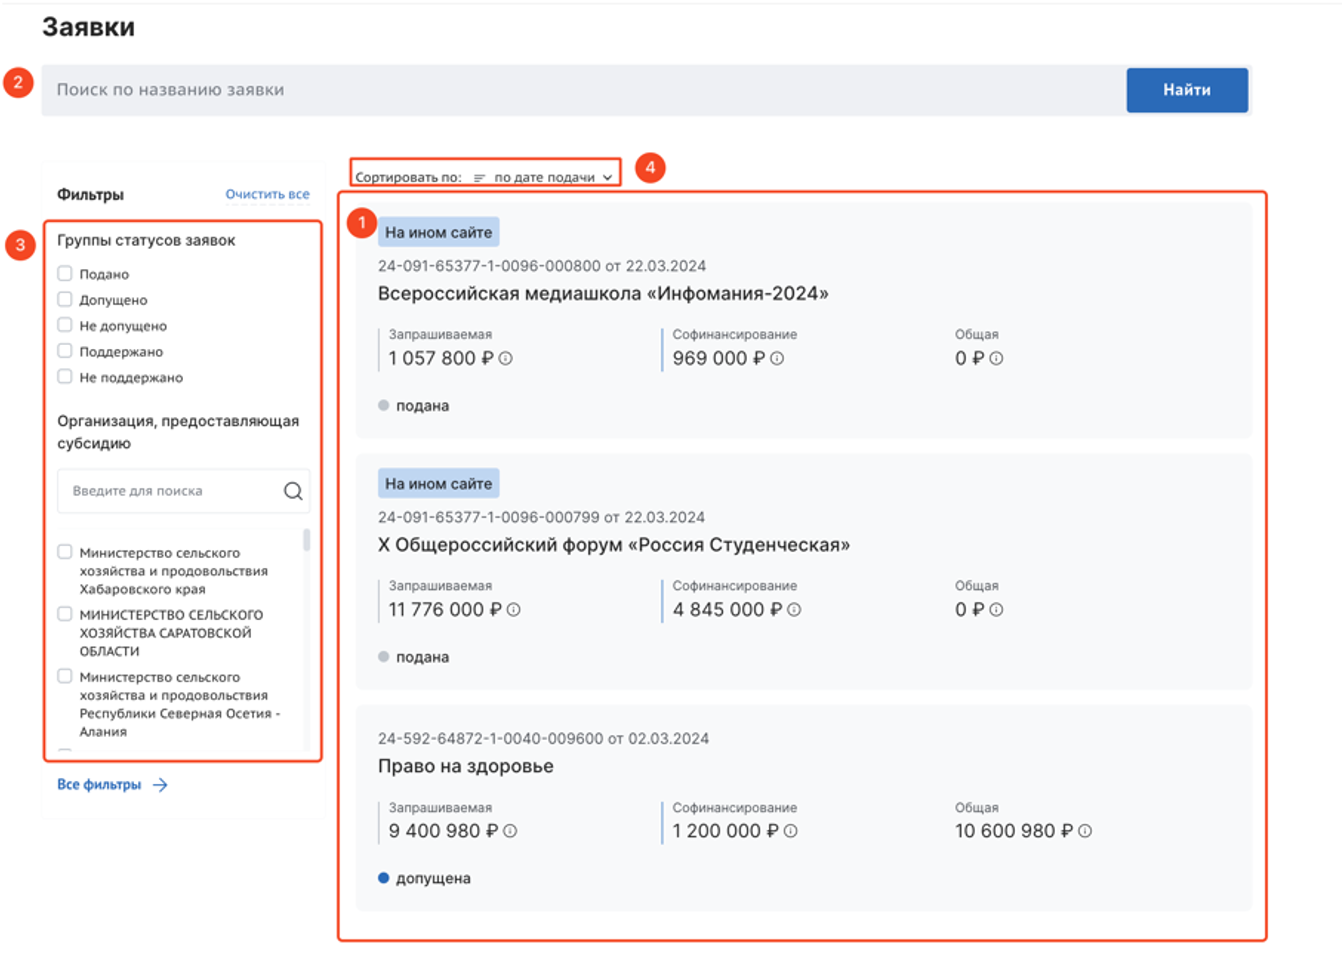 Заявки
2
Поиск по названию заявки
Найти
Фильтры
Очистить все
3
Группы статусов заявок
Подано
Допущено
Не допущено
Поддержано
Не поддержано
Организация, предоставляющая
субсидию
Введите для поиска
Министерство сельского
хозяйства и продовольствия
Хабаровского края
МИНИСТЕРСТВО СЕЛЬСКОГО
ХОЗЯЙСТВА САРАТОВСКОЙ
ОБЛАСТИ
Министерство сельского
хозяйства и продовольствия
Республики Северная Осетия -
Алания
Все фильтры
Сортировать по: по дате подачи
4
1
На ином сайте
24-091-65377-1-0096-000800 от 22.03.2024
Всероссийская медиашкола «Инфомания-2024»
Запрашиваемая Софинансирование Общая
1 057 800 ₽ 969 000 ₽ 0 ₽
подана
На ином сайте
24-091-65377-1-0096-000799 от 22.03.2024
X Общероссийский форум «Россия Студенческая»
Запрашиваемая Софинансирование Общая
11 776 000 ₽ 4 845 000 ₽ 0 ₽
подана
24-592-64872-1-0040-009600 от 02.03.2024
Право на здоровье
Запрашиваемая Софинансирование Общая
9 400 980 ₽ 1 200 000 ₽ 10 600 980 ₽
допущена